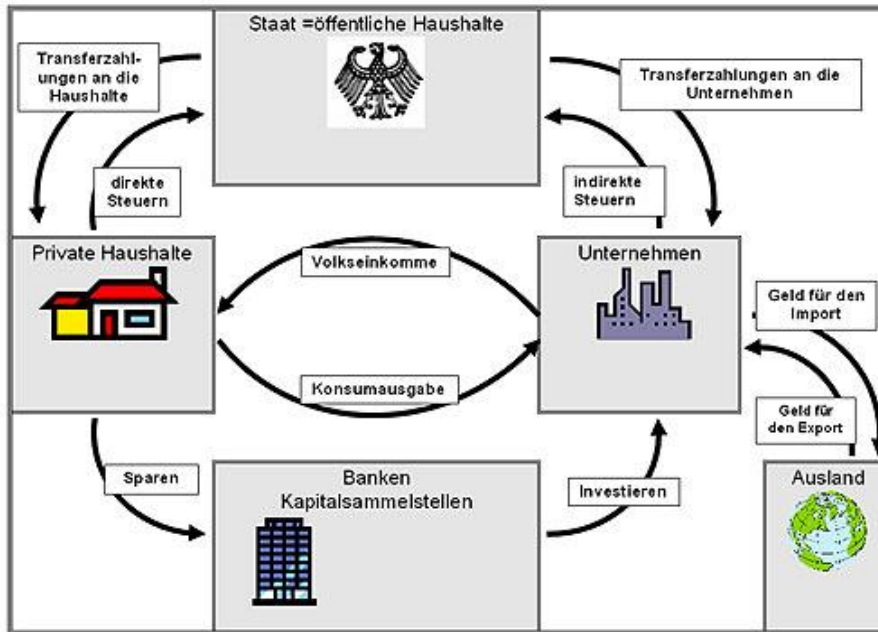 Staat =öffentliche Haushalte
Transferzahl-
ungen an die
Haushalte
Transferzahlungen an die
Unternehmen
direkte
Steuern
indirekte
Steuern
Private Haushalte
Volkseinkomme
Unternehmen
Geld für den
Import
Konsumausgabe
Geld für
den Export
Sparen
Banken
Kapitalsammelstellen
Investieren
Ausland